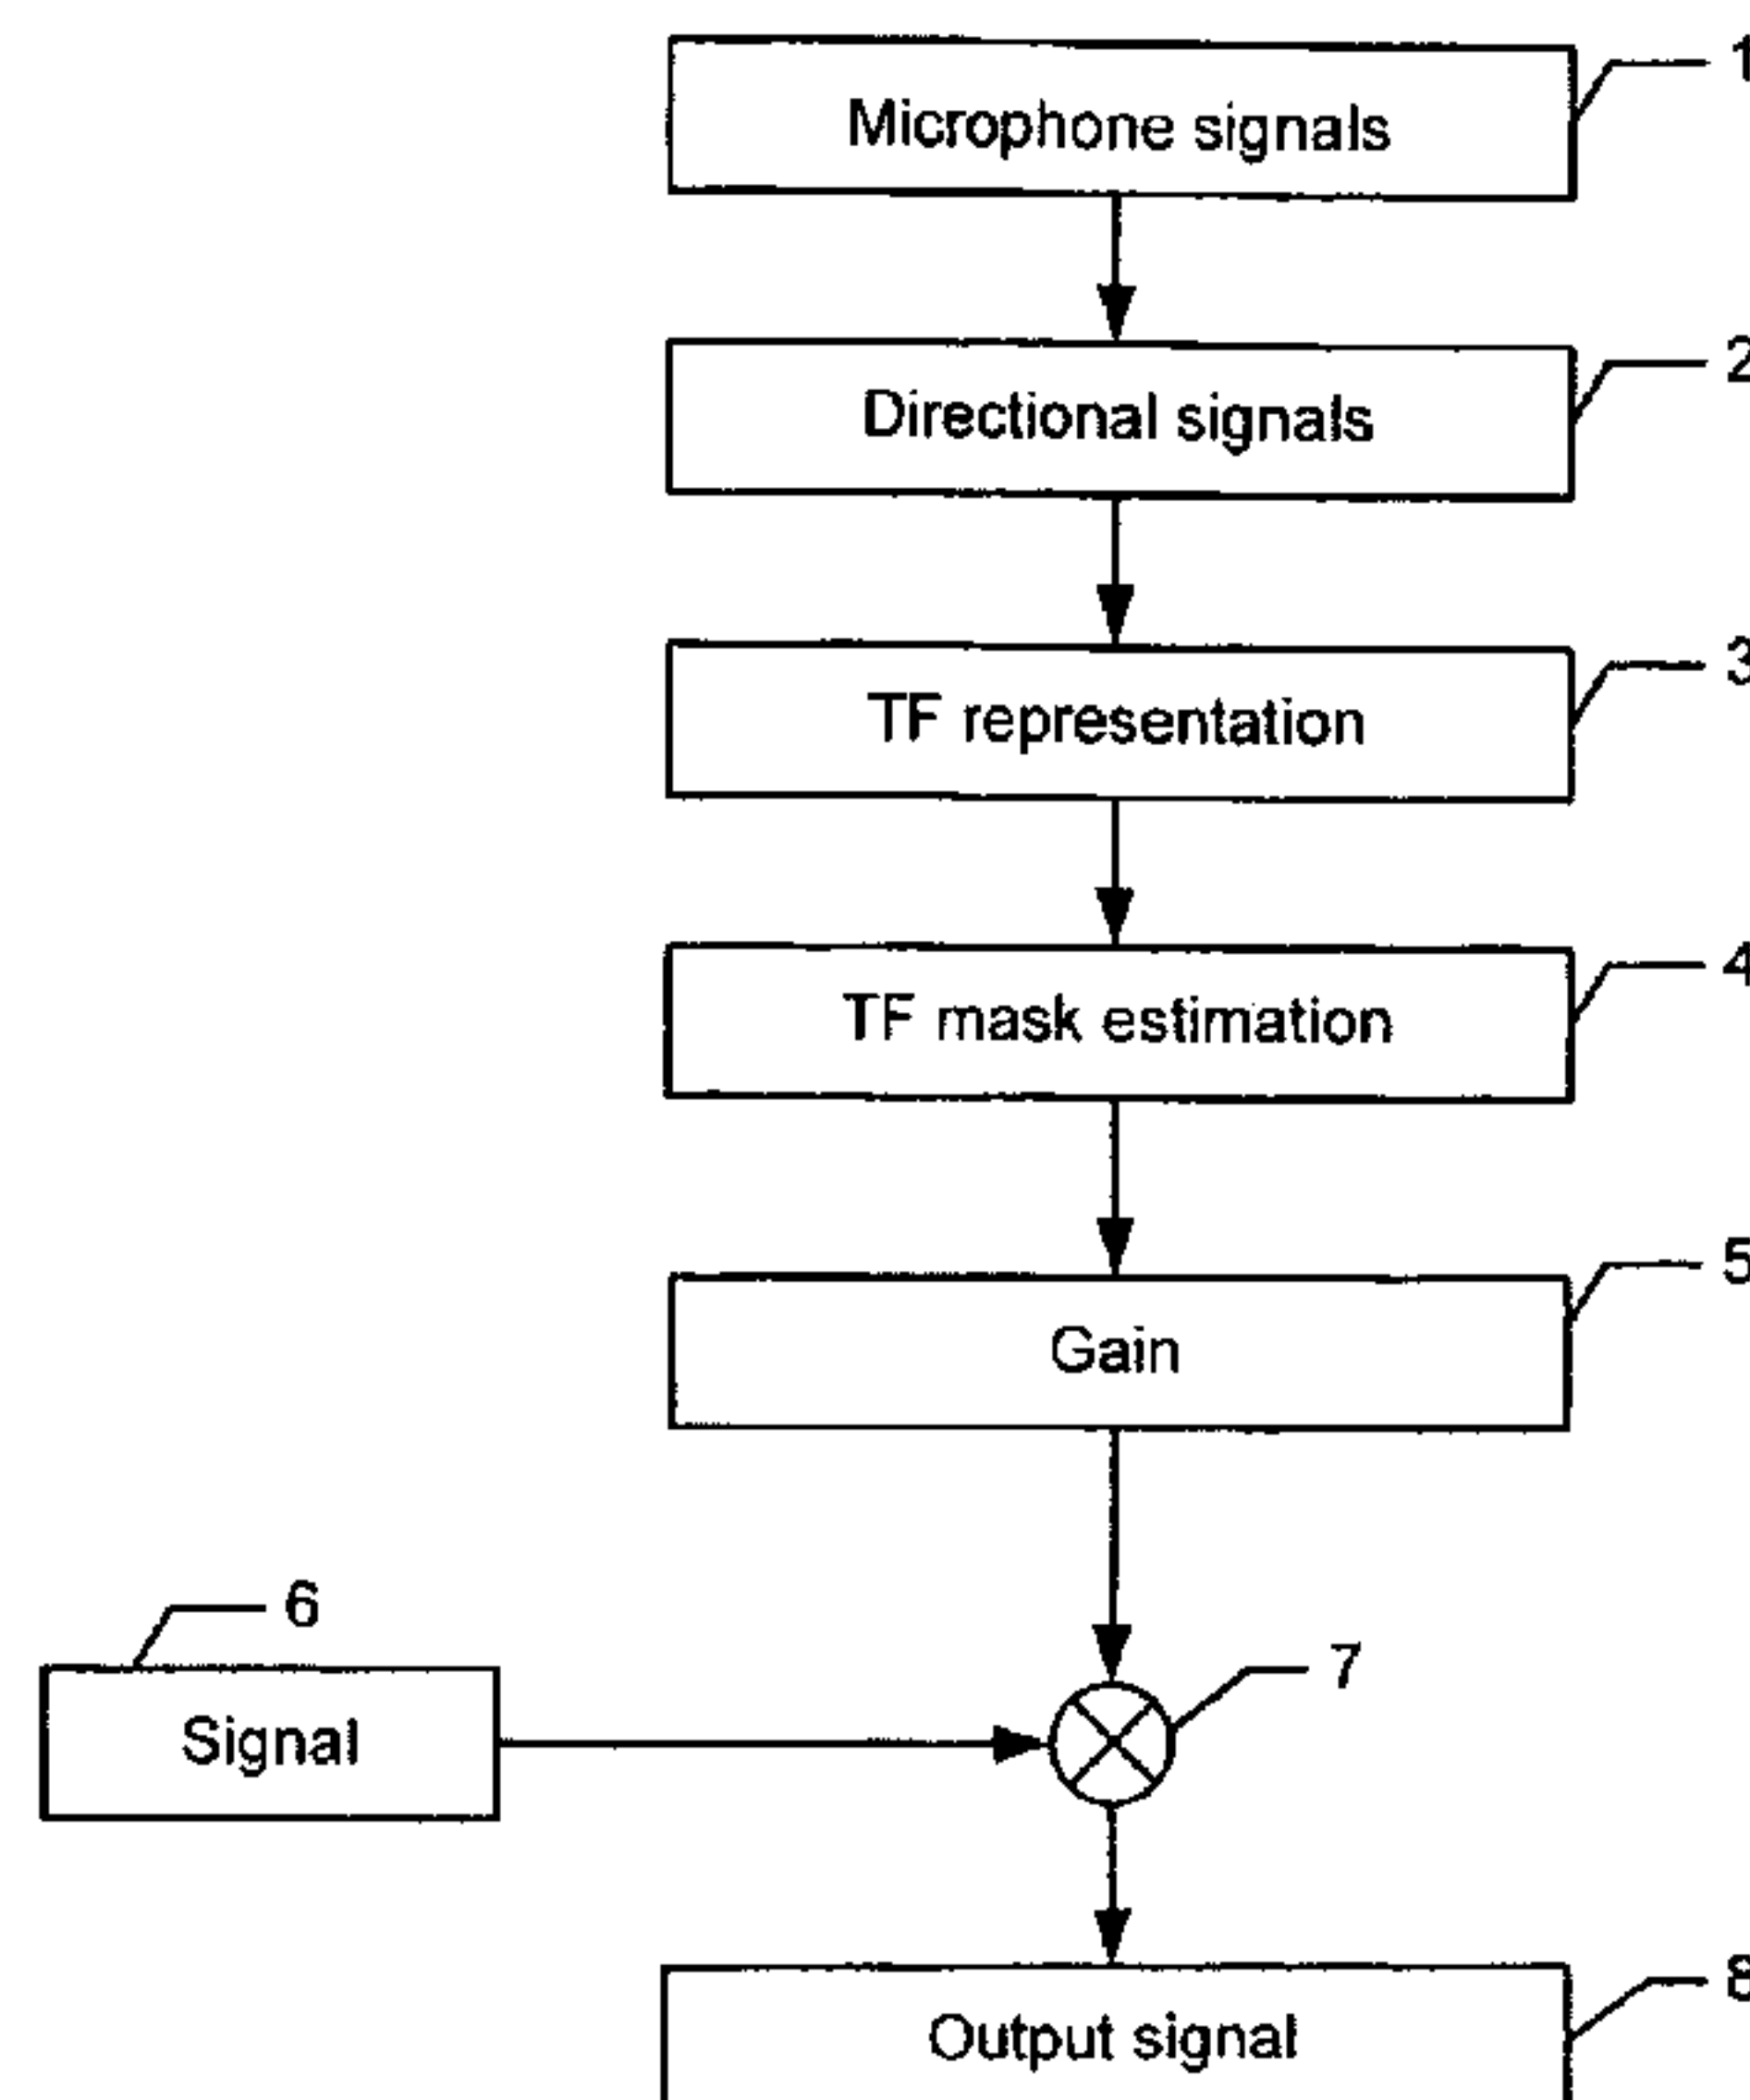 1
Microphone signals
2
Directional signals
3
TF representation
4
TF mask estimation
5
Gain
6
7
Signal
8
Output signal